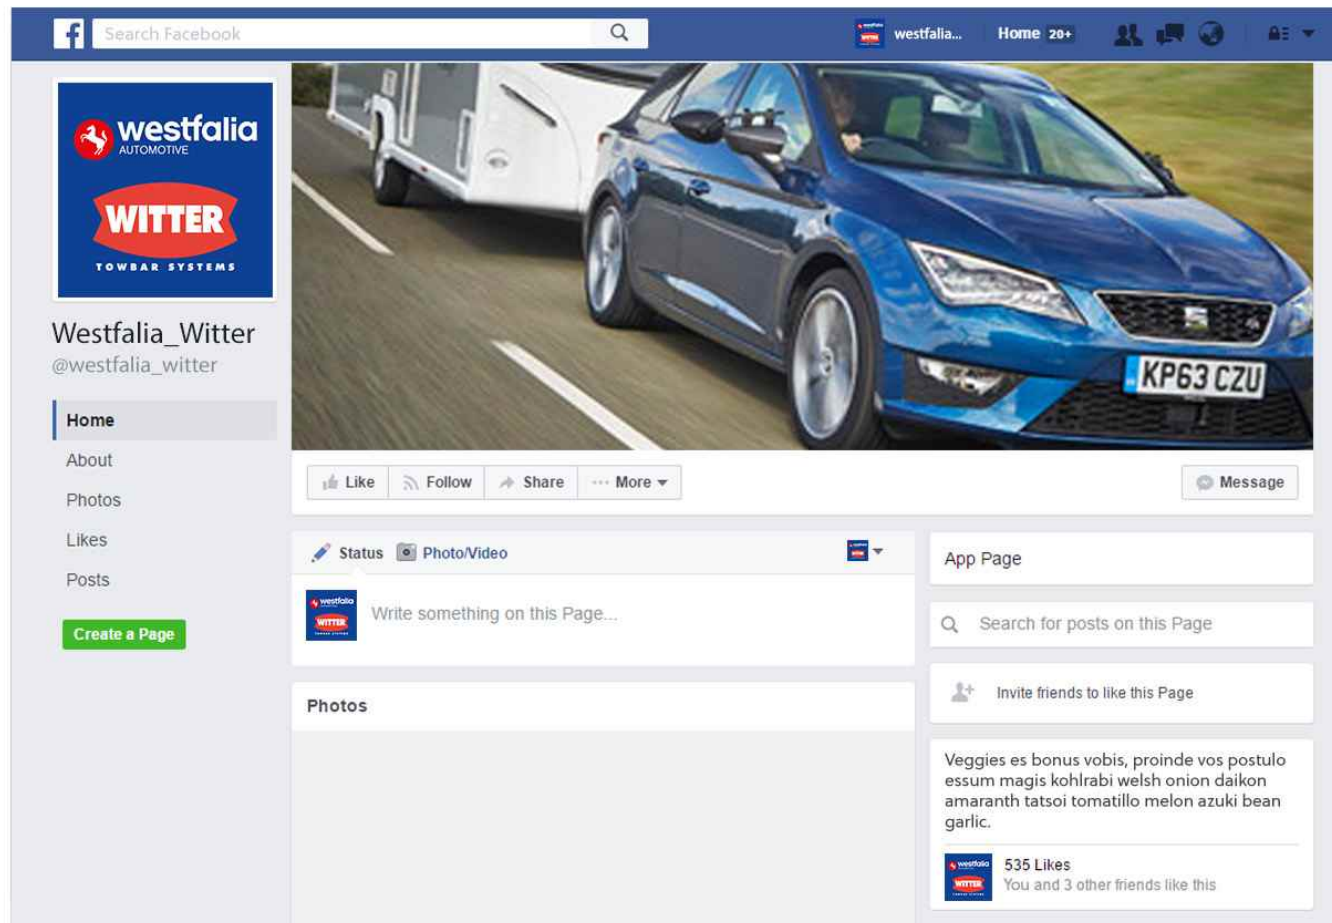 f
Search Facebook
westfalia...
Home 20+
westfalia
AUTOMOTIVE
WITTER
TOWBAR SYSTEMS
Westfalia_Witter
@westfalia_witter
Home
About
Photos
Likes
Posts
Create a Page
KP63 CZU
Like
Follow
Share
More
Message
Status
Photo/Video
westfalia
WITTER
Write something on this Page...
Photos
App Page
Search for posts on this Page
Invite friends to like this Page
Veggies es bonus vobis, proinde vos postulo
essum magis kohlrabi welsh onion daikon
amaranth tatsoi tomatillo melon azuki bean
garlic.
westfalia
WITTER
535 Likes
You and 3 other friends like this